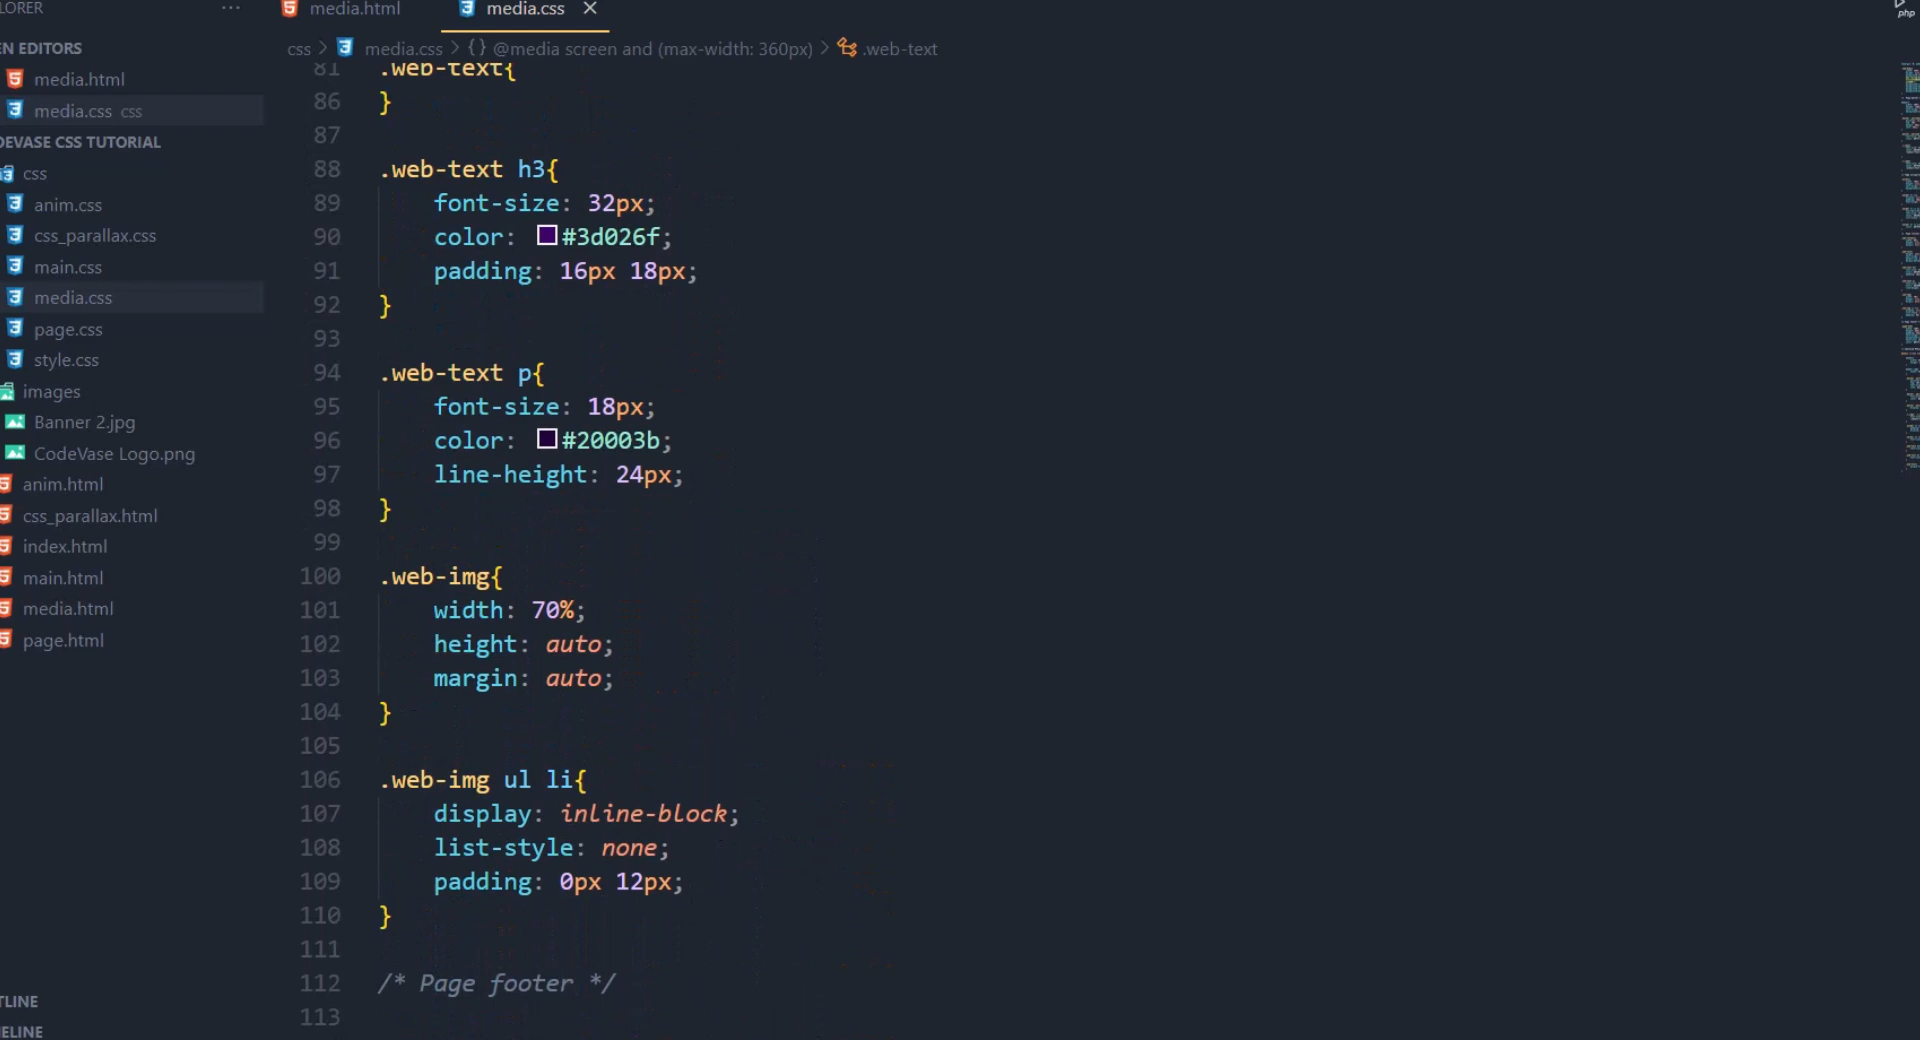 LORER ...
EN EDITORS
media.html
media.css css
DEVASE CSS TUTORIAL
css
anim.css
css_parallax.css
main.css
media.css
page.css
style.css
images
Banner 2.jpg
CodeVase Logo.png
anim.html
css_parallax.html
index.html
main.html
media.html
page.html
TLINE
ELINE
media.html media.css ×
php
css > media.css > {} @media screen and (max-width: 360px) > .web-text
81 .web-text{
86 }
87
88 .web-text h3{
89 font-size: 32px;
90 color: #3d026f;
91 padding: 16px 18px;
92 }
93
94 .web-text p{
95 font-size: 18px;
96 color: #20003b;
97 line-height: 24px;
98 }
99
100 .web-img{
101 width: 70%;
102 height: auto;
103 margin: auto;
104 }
105
106 .web-img ul li{
107 display: inline-block;
108 list-style: none;
109 padding: 0px 12px;
110 }
111
112 /* Page footer */
113